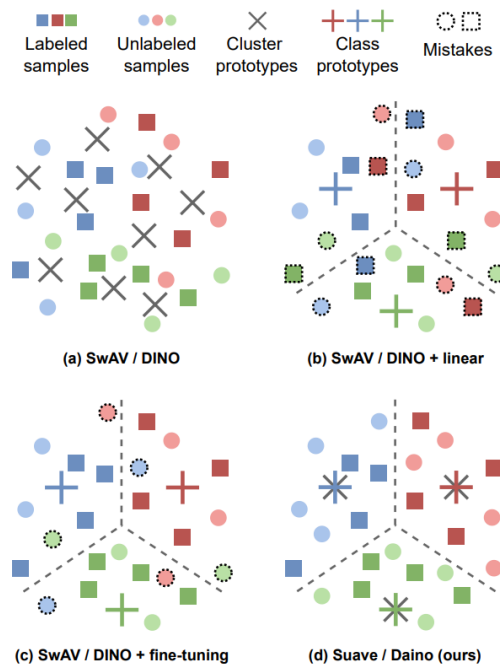 Labeled samples
Unlabeled samples
Cluster prototypes
Class prototypes
Mistakes
(a) SwAV / DINO
(b) SwAV / DINO + linear
(c) SwAV / DINO + fine-tuning
(d) Suave / Daino (ours)